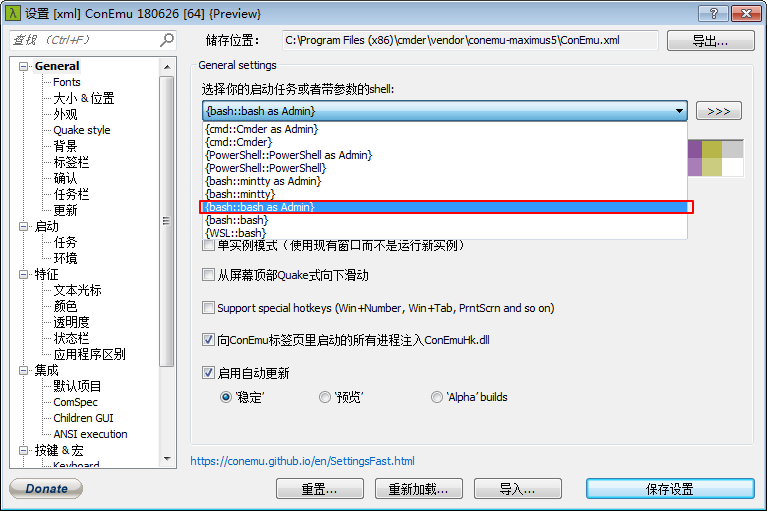 设置 [xml] ConEmu 180626 [64] {Preview}
查找 (Ctrl+F)
储存位置:
C:\Program Files (x86)\cmder\vendor\conemu-maximus5\ConEmu.xml
导出...
General
Fonts
大小 & 位置
外观
Quake style
背景
标签栏
确认
任务栏
更新
启动
任务
环境
特征
文本光标
颜色
透明度
状态栏
应用程序区别
集成
默认项目
ComSpec
Children GUI
ANSI execution
按键 & 宏
Keyboard
General settings
选择你的启动任务或者带参数的shell:
{bash::bash as Admin}
>>>
{cmd::Cmder as Admin}
{cmd::Cmder}
{PowerShell::PowerShell as Admin}
{PowerShell::PowerShell}
{bash::mintty as Admin}
{bash::mintty}
{bash::bash as Admin}
{bash::bash}
{WSL::bash}
单实例模式（使用现有窗口而不是运行新实例）
从屏幕顶部Quake式向下滑动
Support special hotkeys (Win+Number, Win+Tab, PrntScrn and so on)
向ConEmu标签页里启动的所有进程注入ConEmuHk.dll
启用自动更新
'稳定'
'预览'
'Alpha' builds
https://conemu.github.io/en/SettingsFast.html
Donate
重置...
重新加载...
导入...
保存设置